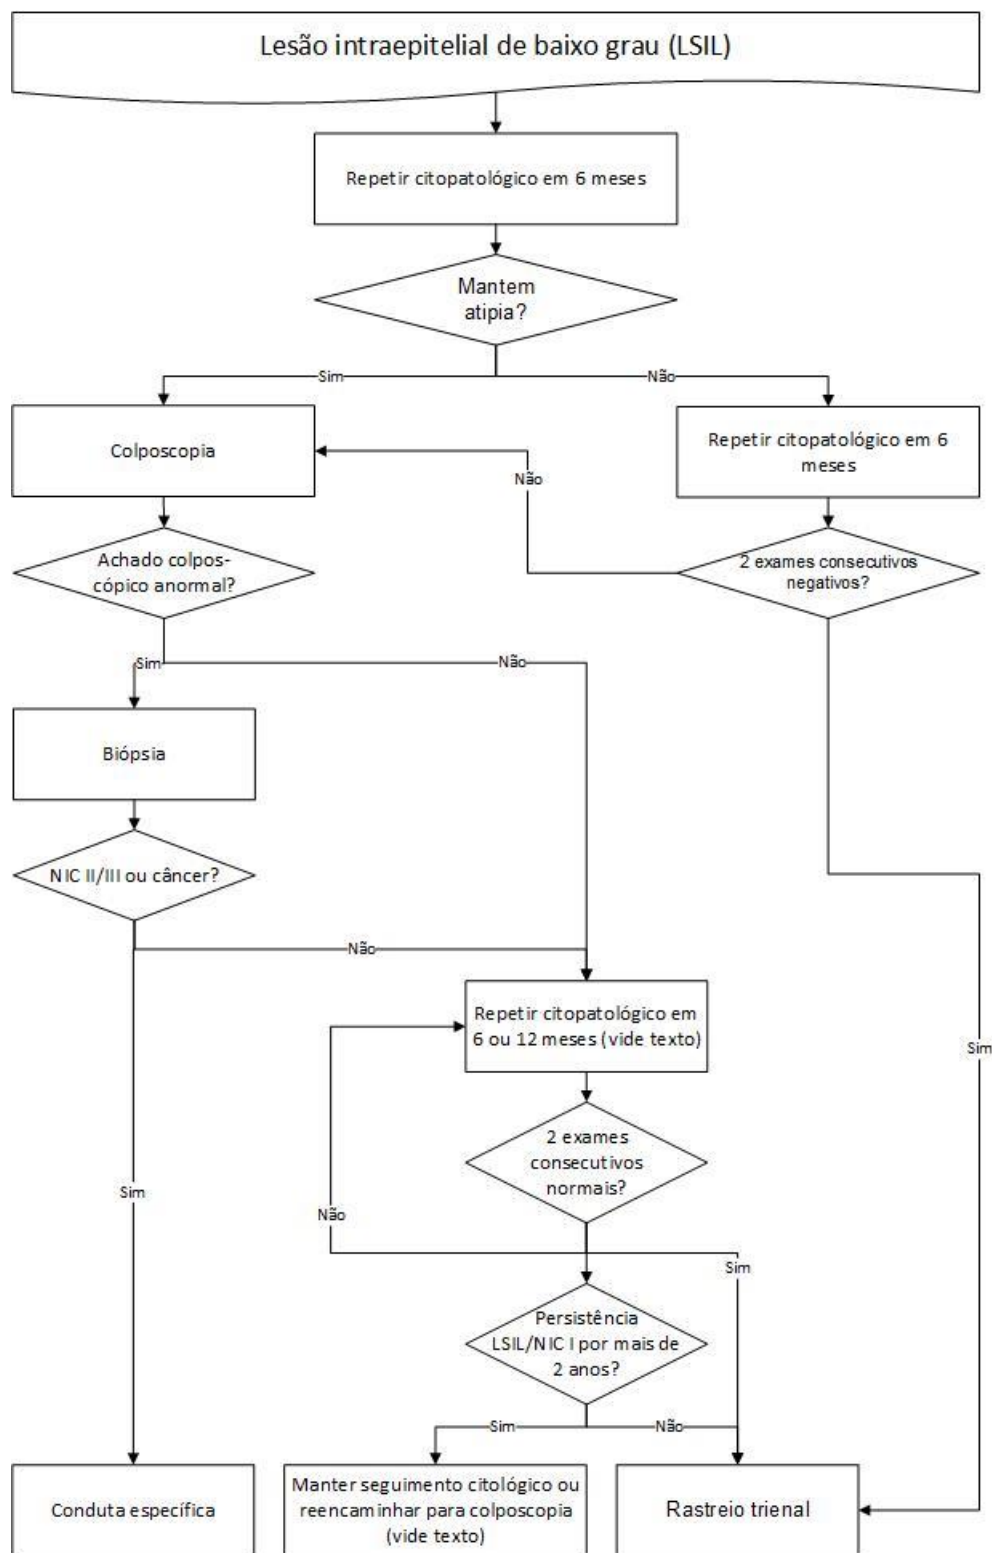 Lesão intraepitelial de baixo grau (LSIL)
Repetir citopatológico em 6 meses
Mantem
atipia?
Sim
Não
Colposcopia
Repetir citopatológico em 6
meses
Não
Achado colpos-
cópico anormal?
2 exames consecutivos
negativos?
Sim
Não
Biópsia
NIC II/III ou câncer?
Não
Repetir citopatológico em
6 ou 12 meses (vide texto)
Sim
2 exames
consecutivos
normais?
Sim
Não
Sim
Persistência
LSIL/NIC I por mais de
2 anos?
Sim
Não
Conduta específica
Manter seguimento citológico ou
reencaminhar para colposcopia
(vide texto)
Rastreio trienal